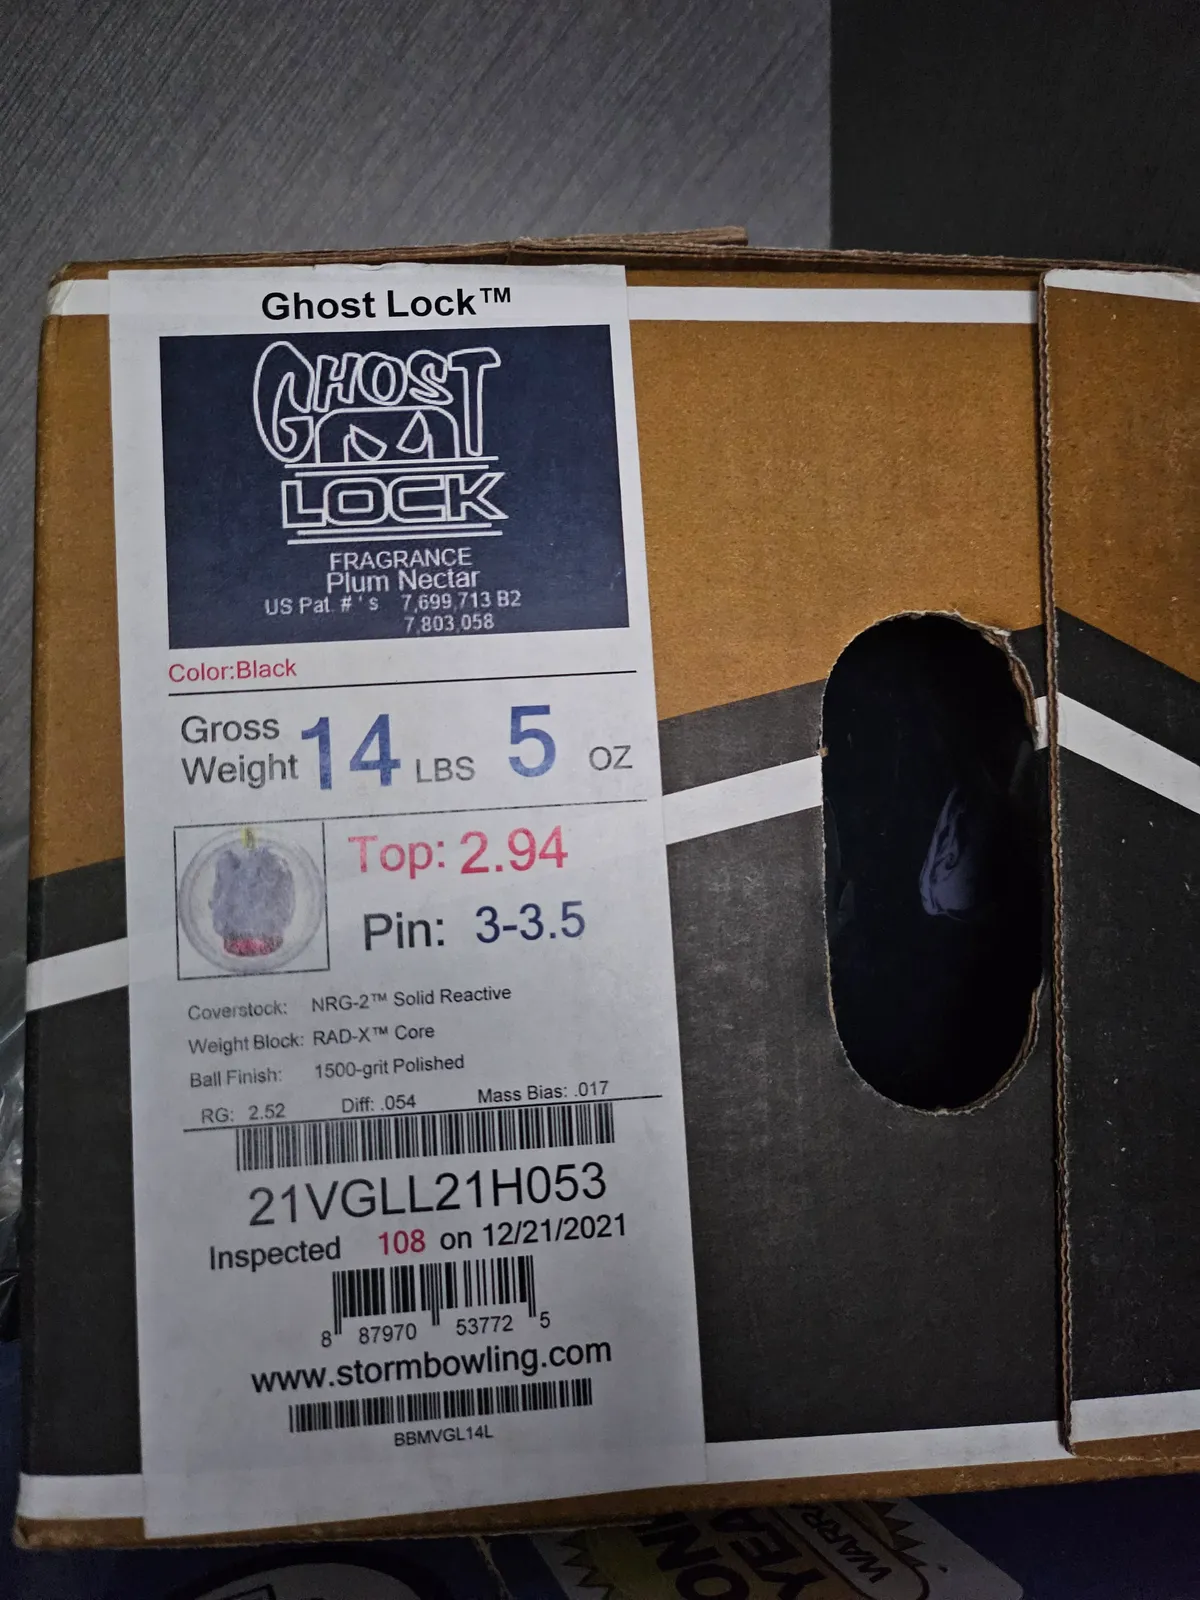 Ghost Lock™
GHOST
LOCK
FRAGRANCE
Plum Nectar
US Pat. # ' s 7,699,713 B2
7,803,058
Color:Black
Gross
Weight 14 LBS 5 OZ
Top: 2.94
Pin: 3-3.5
Coverstock: NRG-2™ Solid Reactive
Weight Block: RAD-X™ Core
Ball Finish: 1500-grit Polished
RG: 2.52 Diff: .054 Mass Bias: .017
21VGLL21H053
Inspected 108 on 12/21/2021
8 87970 53772 5
www.stormbowling.com
BBMVGL14L